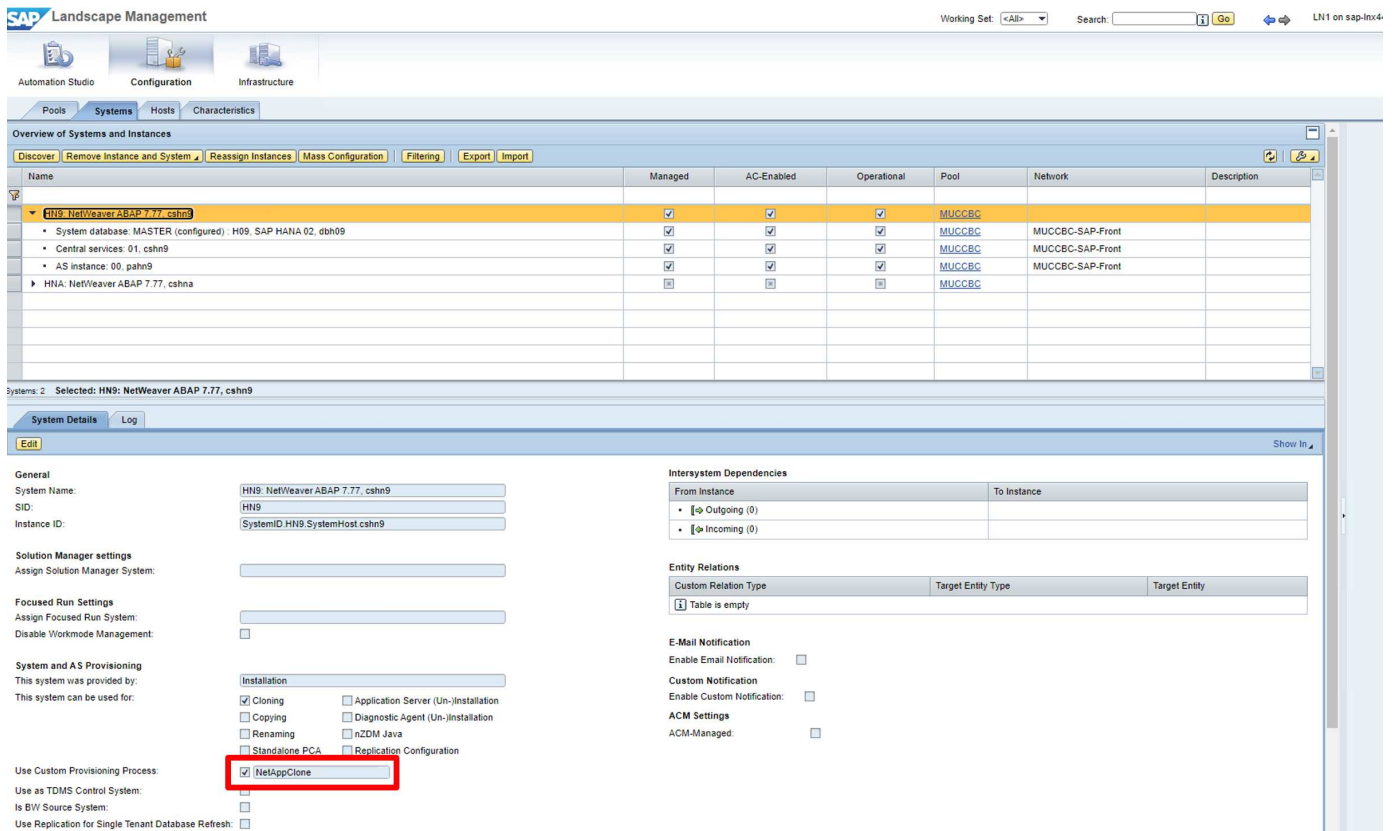 SAP Landscape Management Working Set: <All> Search: Go LN1 on sap-lnx4
Automation Studio Configuration Infrastructure
Pools Systems Hosts Characteristics
Overview of Systems and Instances
Discover Remove Instance and System Reassign Instances Mass Configuration Filtering Export Import
Name Managed AC-Enabled Operational Pool Network Description
HN9: NetWeaver ABAP 7.77, cshn9 MUCCBC
System database: MASTER (configured) : H09, SAP HANA 02, dbh09 MUCCBC MUCCBC-SAP-Front
Central services: 01, cshn9 MUCCBC MUCCBC-SAP-Front
AS instance: 00, pahn9 MUCCBC MUCCBC-SAP-Front
HNA: NetWeaver ABAP 7.77, cshna MUCCBC
Systems: 2 Selected: HN9: NetWeaver ABAP 7.77, cshn9
System Details Log
Edit Show In
General
System Name: HN9: NetWeaver ABAP 7.77, cshn9
SID: HN9
Instance ID: SystemID.HN9.SystemHost.cshn9
Solution Manager settings
Assign Solution Manager System:
Focused Run Settings
Assign Focused Run System:
Disable Workmode Management:
System and AS Provisioning
This system was provided by: Installation
This system can be used for: Cloning Application Server (Un-)Installation
Copying Diagnostic Agent (Un-)Installation
Renaming nZDM Java
Standalone PCA Replication Configuration
Use Custom Provisioning Process: NetAppClone
Use as TDMS Control System:
Is BW Source System:
Use Replication for Single Tenant Database Refresh:
Intersystem Dependencies
From Instance To Instance
Outgoing (0)
Incoming (0)
Entity Relations
Custom Relation Type Target Entity Type Target Entity
Table is empty
E-Mail Notification
Enable Email Notification:
Custom Notification
Enable Custom Notification:
ACM Settings
ACM-Managed: